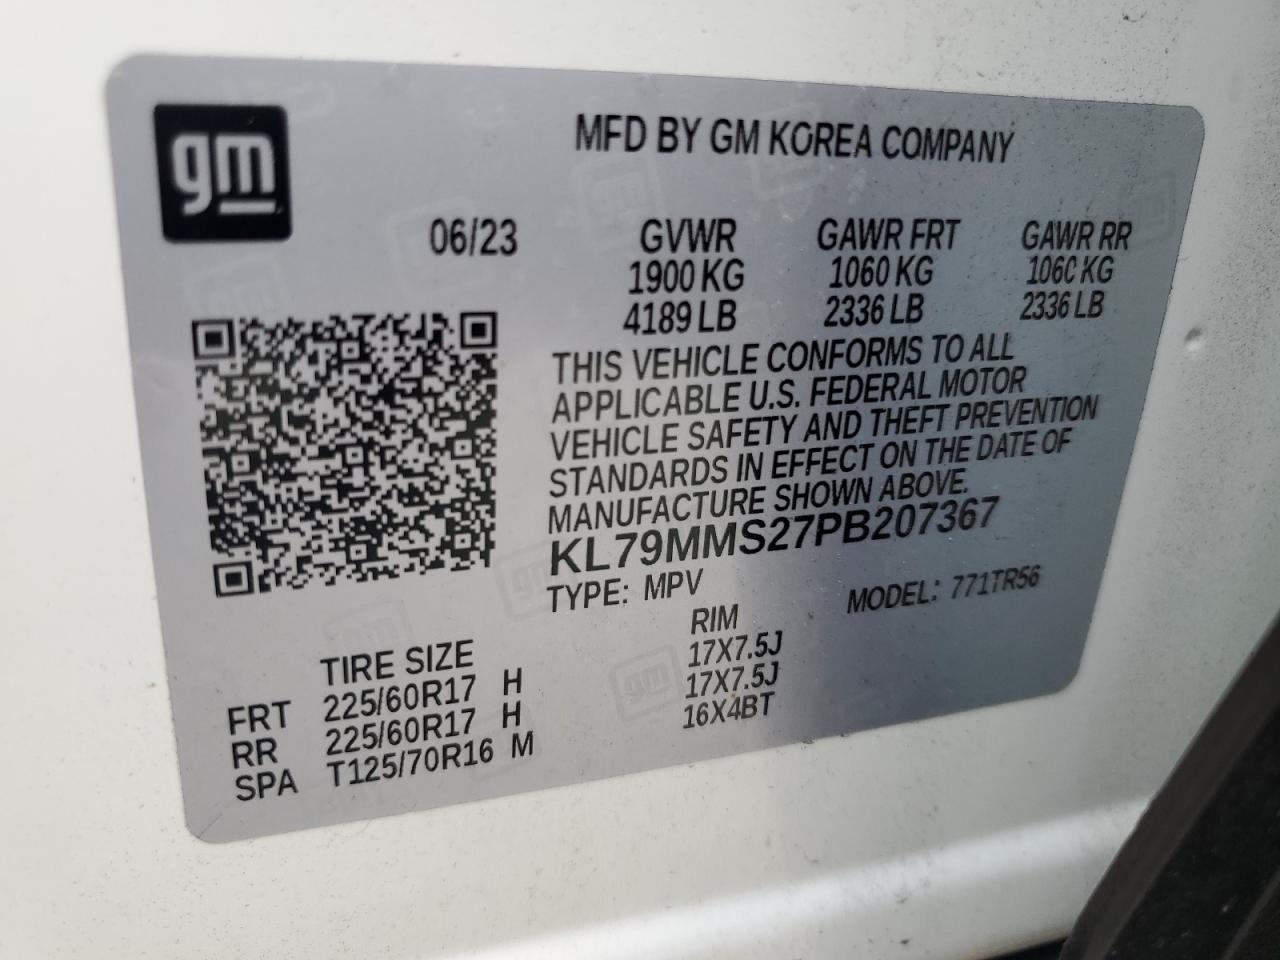 gm
MFD BY GM KOREA COMPANY
06/23 GVWR GAWR FRT GAWR RR
1900 KG 1060 KG 1060 KG
4189 LB 2336 LB 2336 LB
THIS VEHICLE CONFORMS TO ALL
APPLICABLE U.S. FEDERAL MOTOR
VEHICLE SAFETY AND THEFT PREVENTION
STANDARDS IN EFFECT ON THE DATE OF
MANUFACTURE SHOWN ABOVE.
KL79MMS27PB207367
TYPE: MPV MODEL: 771TR56
TIRE SIZE RIM
FRT 225/60R17 H 17X7.5J
RR 225/60R17 H 17X7.5J
SPA T125/70R16 M 16X4BT